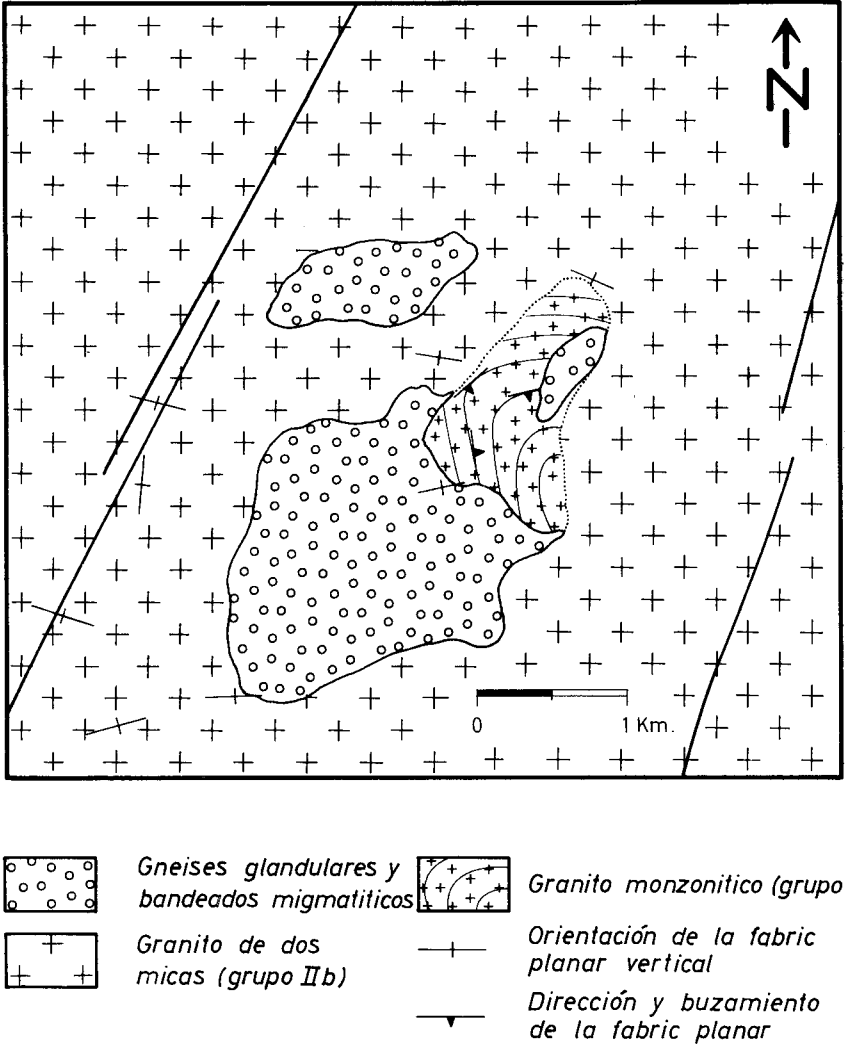 N
0
1 Km.
Gneises glandulares y
bandeados migmatiticos
Granito de dos
micas (grupo IIb)
Granito monzonitico (grupo
Orientación de la fabric
planar vertical
Dirección y buzamiento
de la fabric planar